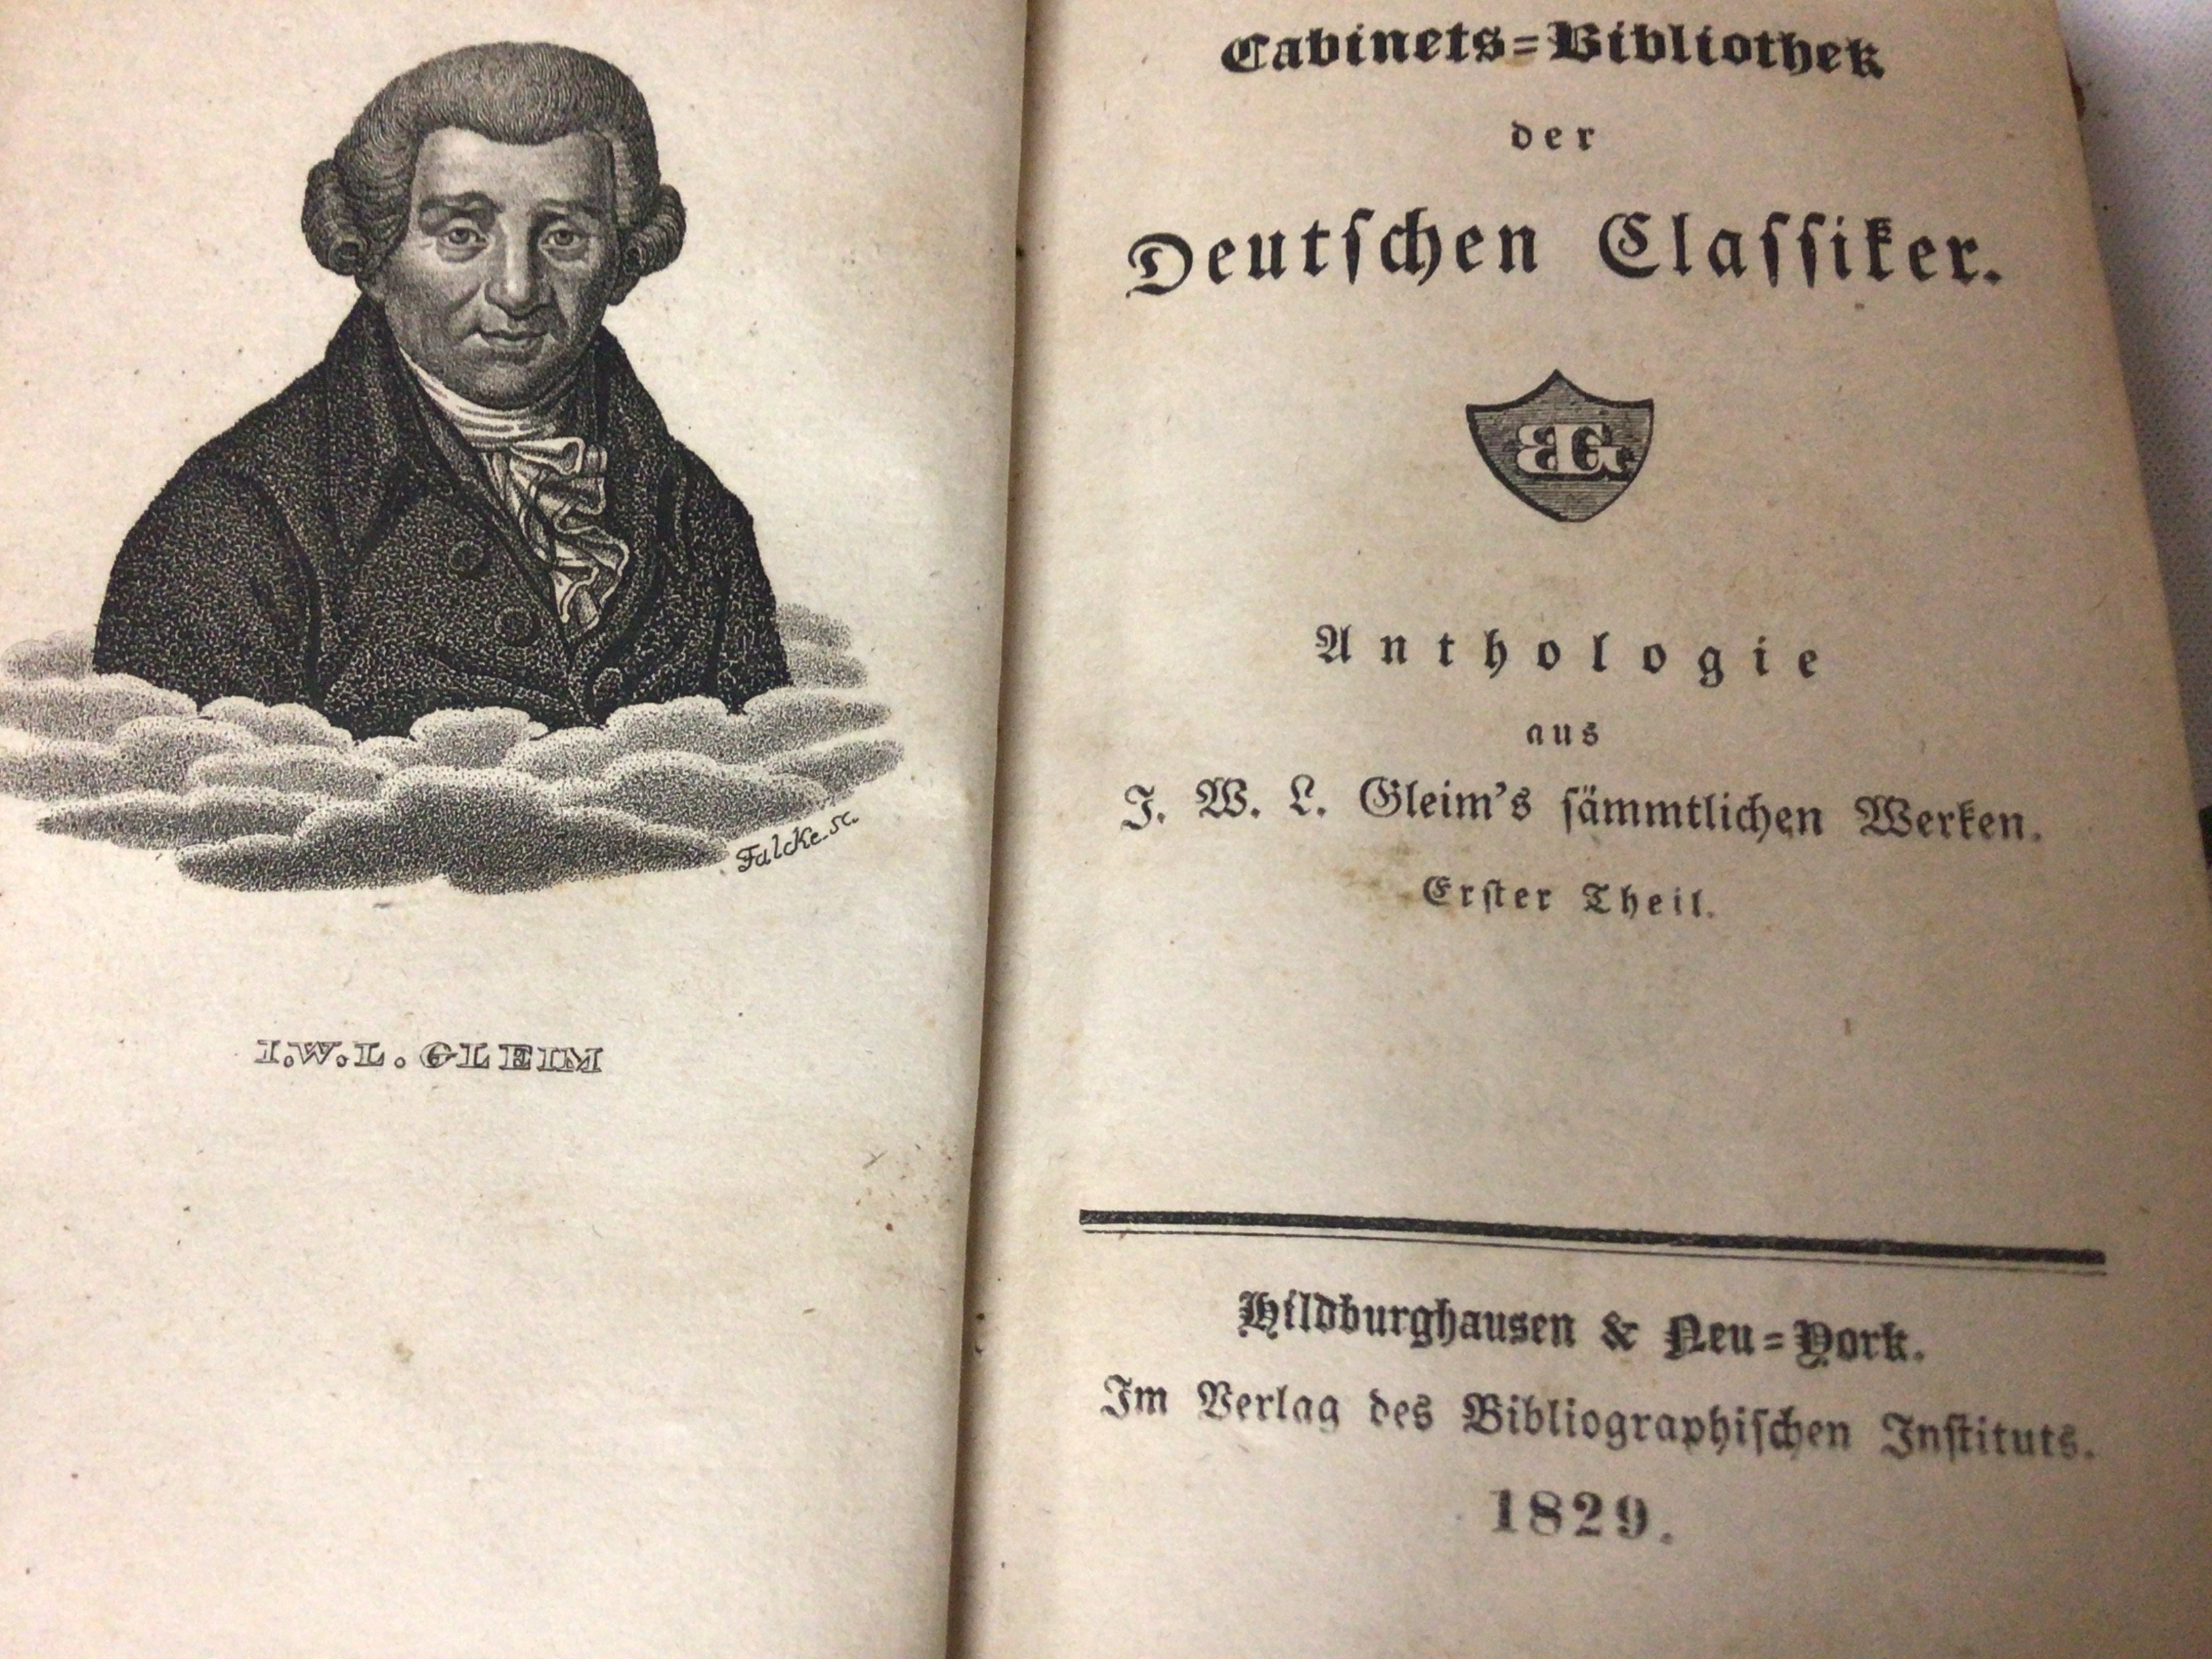 Falcke sc.
I.W.L. GLEIM
Cabinets=Bibliothek
der
Deutschen Classiker.
Anthologie
aus
J. W. L. Gleim's sämmtlichen Werken.
Erster Theil.
Hildburghausen & Neu=York.
Im Verlag des Bibliographischen Instituts.
1829.